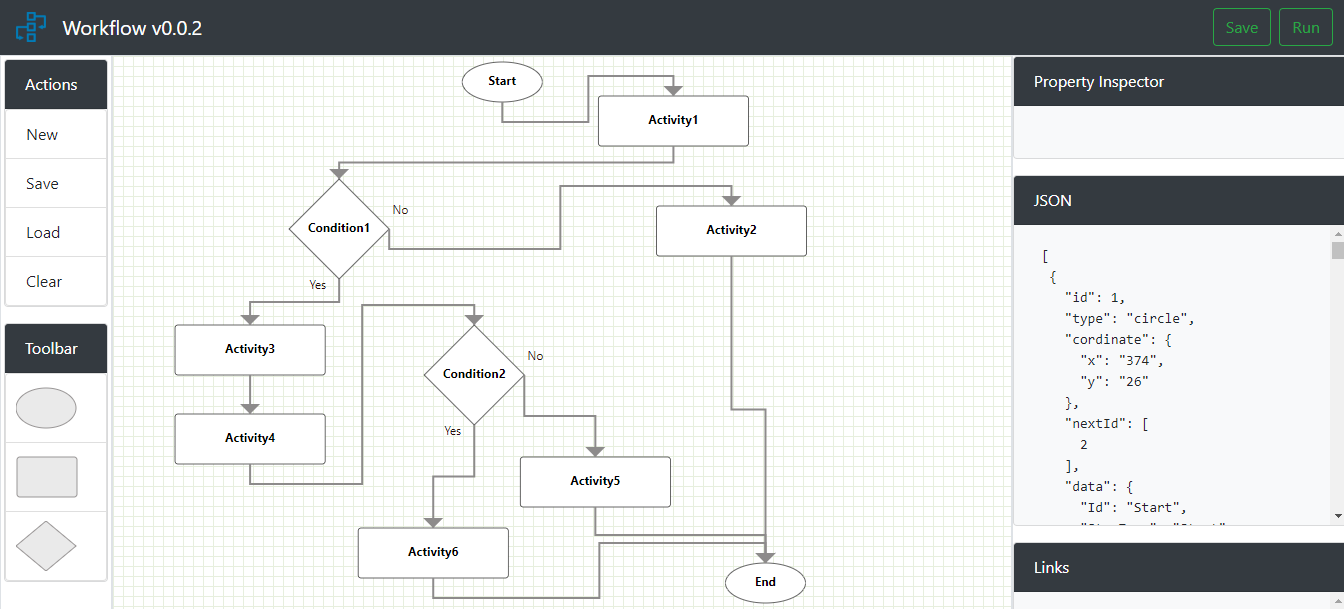 Workflow v0.0.2
Save
Run
Actions
New
Save
Load
Clear
Toolbar
Start
Activity1
Condition1
No
Yes
Activity2
Activity3
Condition2
No
Yes
Activity4
Activity5
Activity6
End
Property Inspector
JSON
[
{
"id": 1,
"type": "circle",
"cordinate": {
"x": "374",
"y": "26"
},
"nextId": [
2
],
"data": {
"Id": "Start",
Links